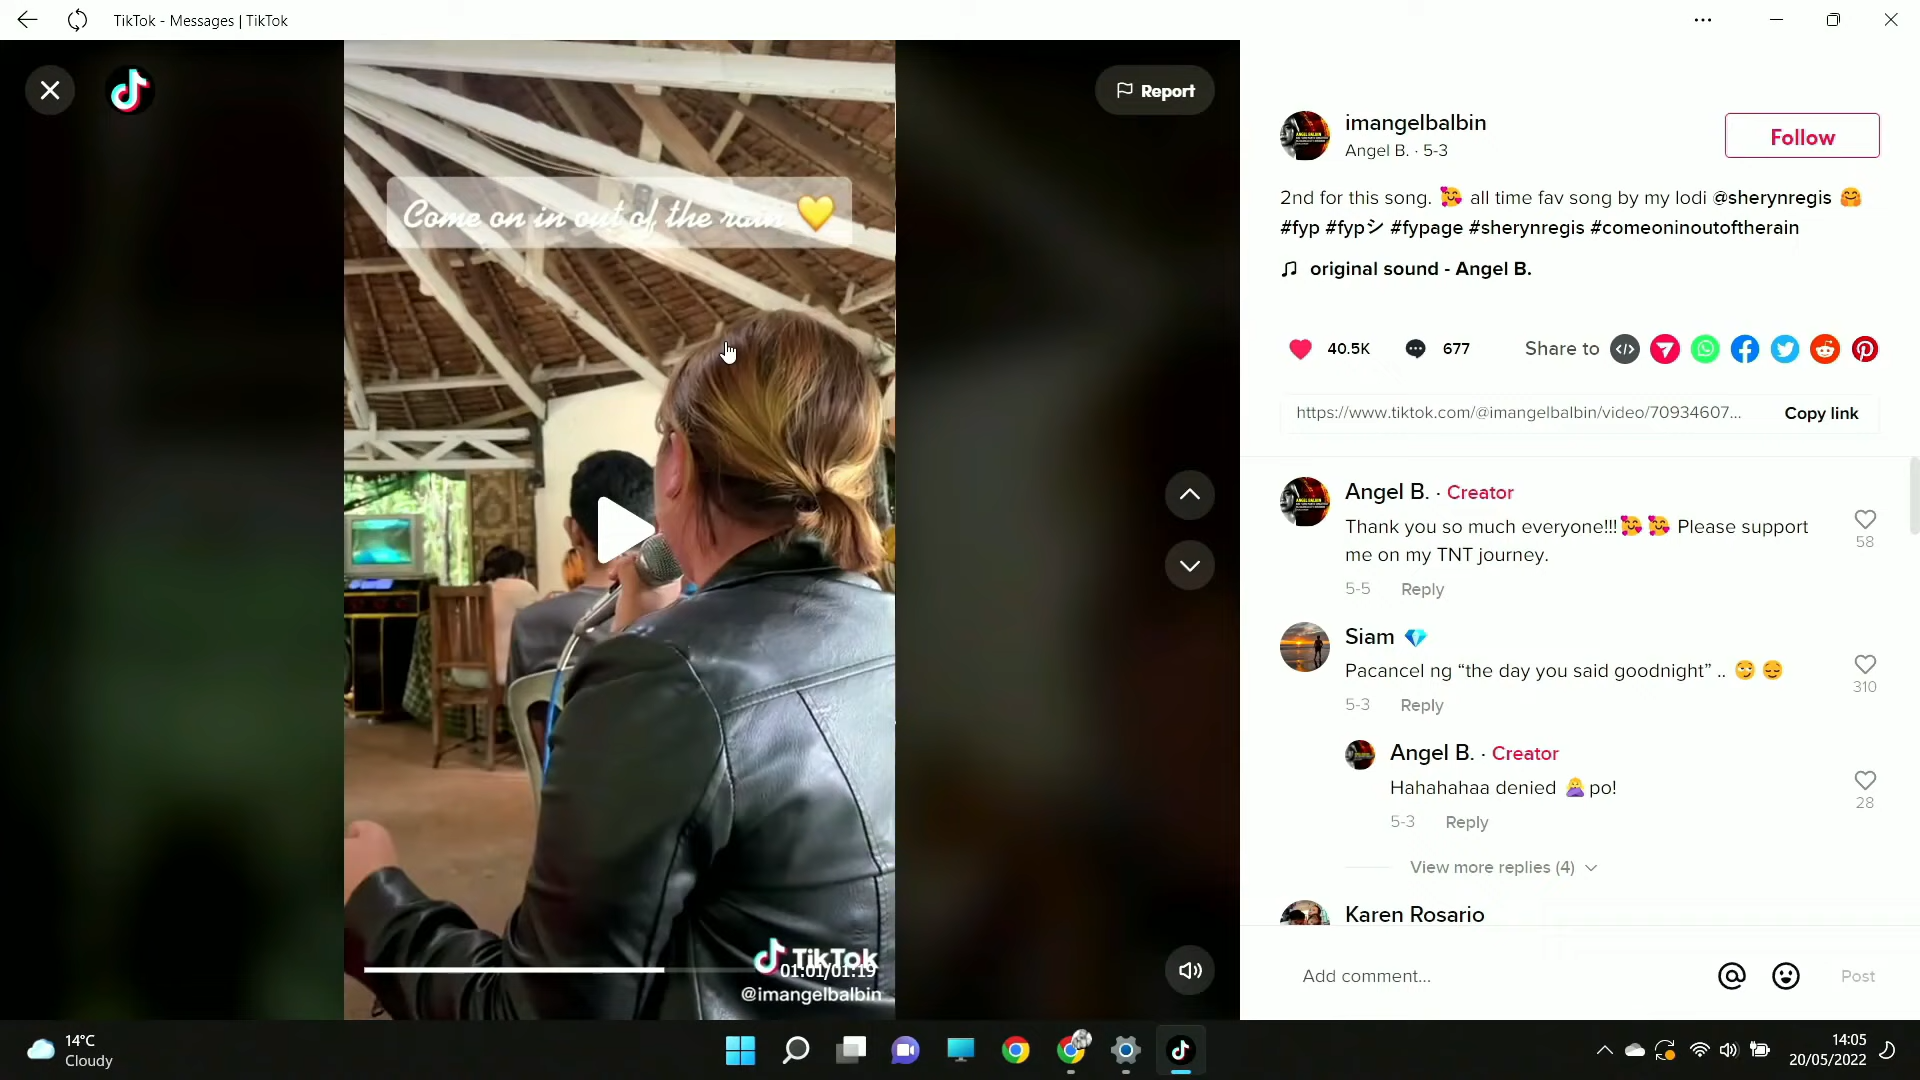 TikTok - Messages | TikTok
Report
Come on in out of the rain 💛
TikTok
01:01/01:19
@imangelbalbin
imangelbalbin
Angel B. · 5-3
Follow
2nd for this song. 🥰 all time fav song by my lodi @sherynregis 🤗
#fyp #fypシ #fypage #sherynregis #comeoninoutoftherain
original sound - Angel B.
40.5K
677
Share to
https://www.tiktok.com/@imangelbalbin/video/70934607...
Copy link
Angel B. · Creator
Thank you so much everyone!!!🥰 🥰 Please support
me on my TNT journey.
58
5-5 Reply
Siam 💎
Pacancel ng “the day you said goodnight” .. 🙄 😌
310
5-3 Reply
Angel B. · Creator
Hahahahaa denied 🙅‍♀️po!
28
5-3 Reply
View more replies (4)
Karen Rosario
Add comment...
Post
14°C
Cloudy
14:05
20/05/2022